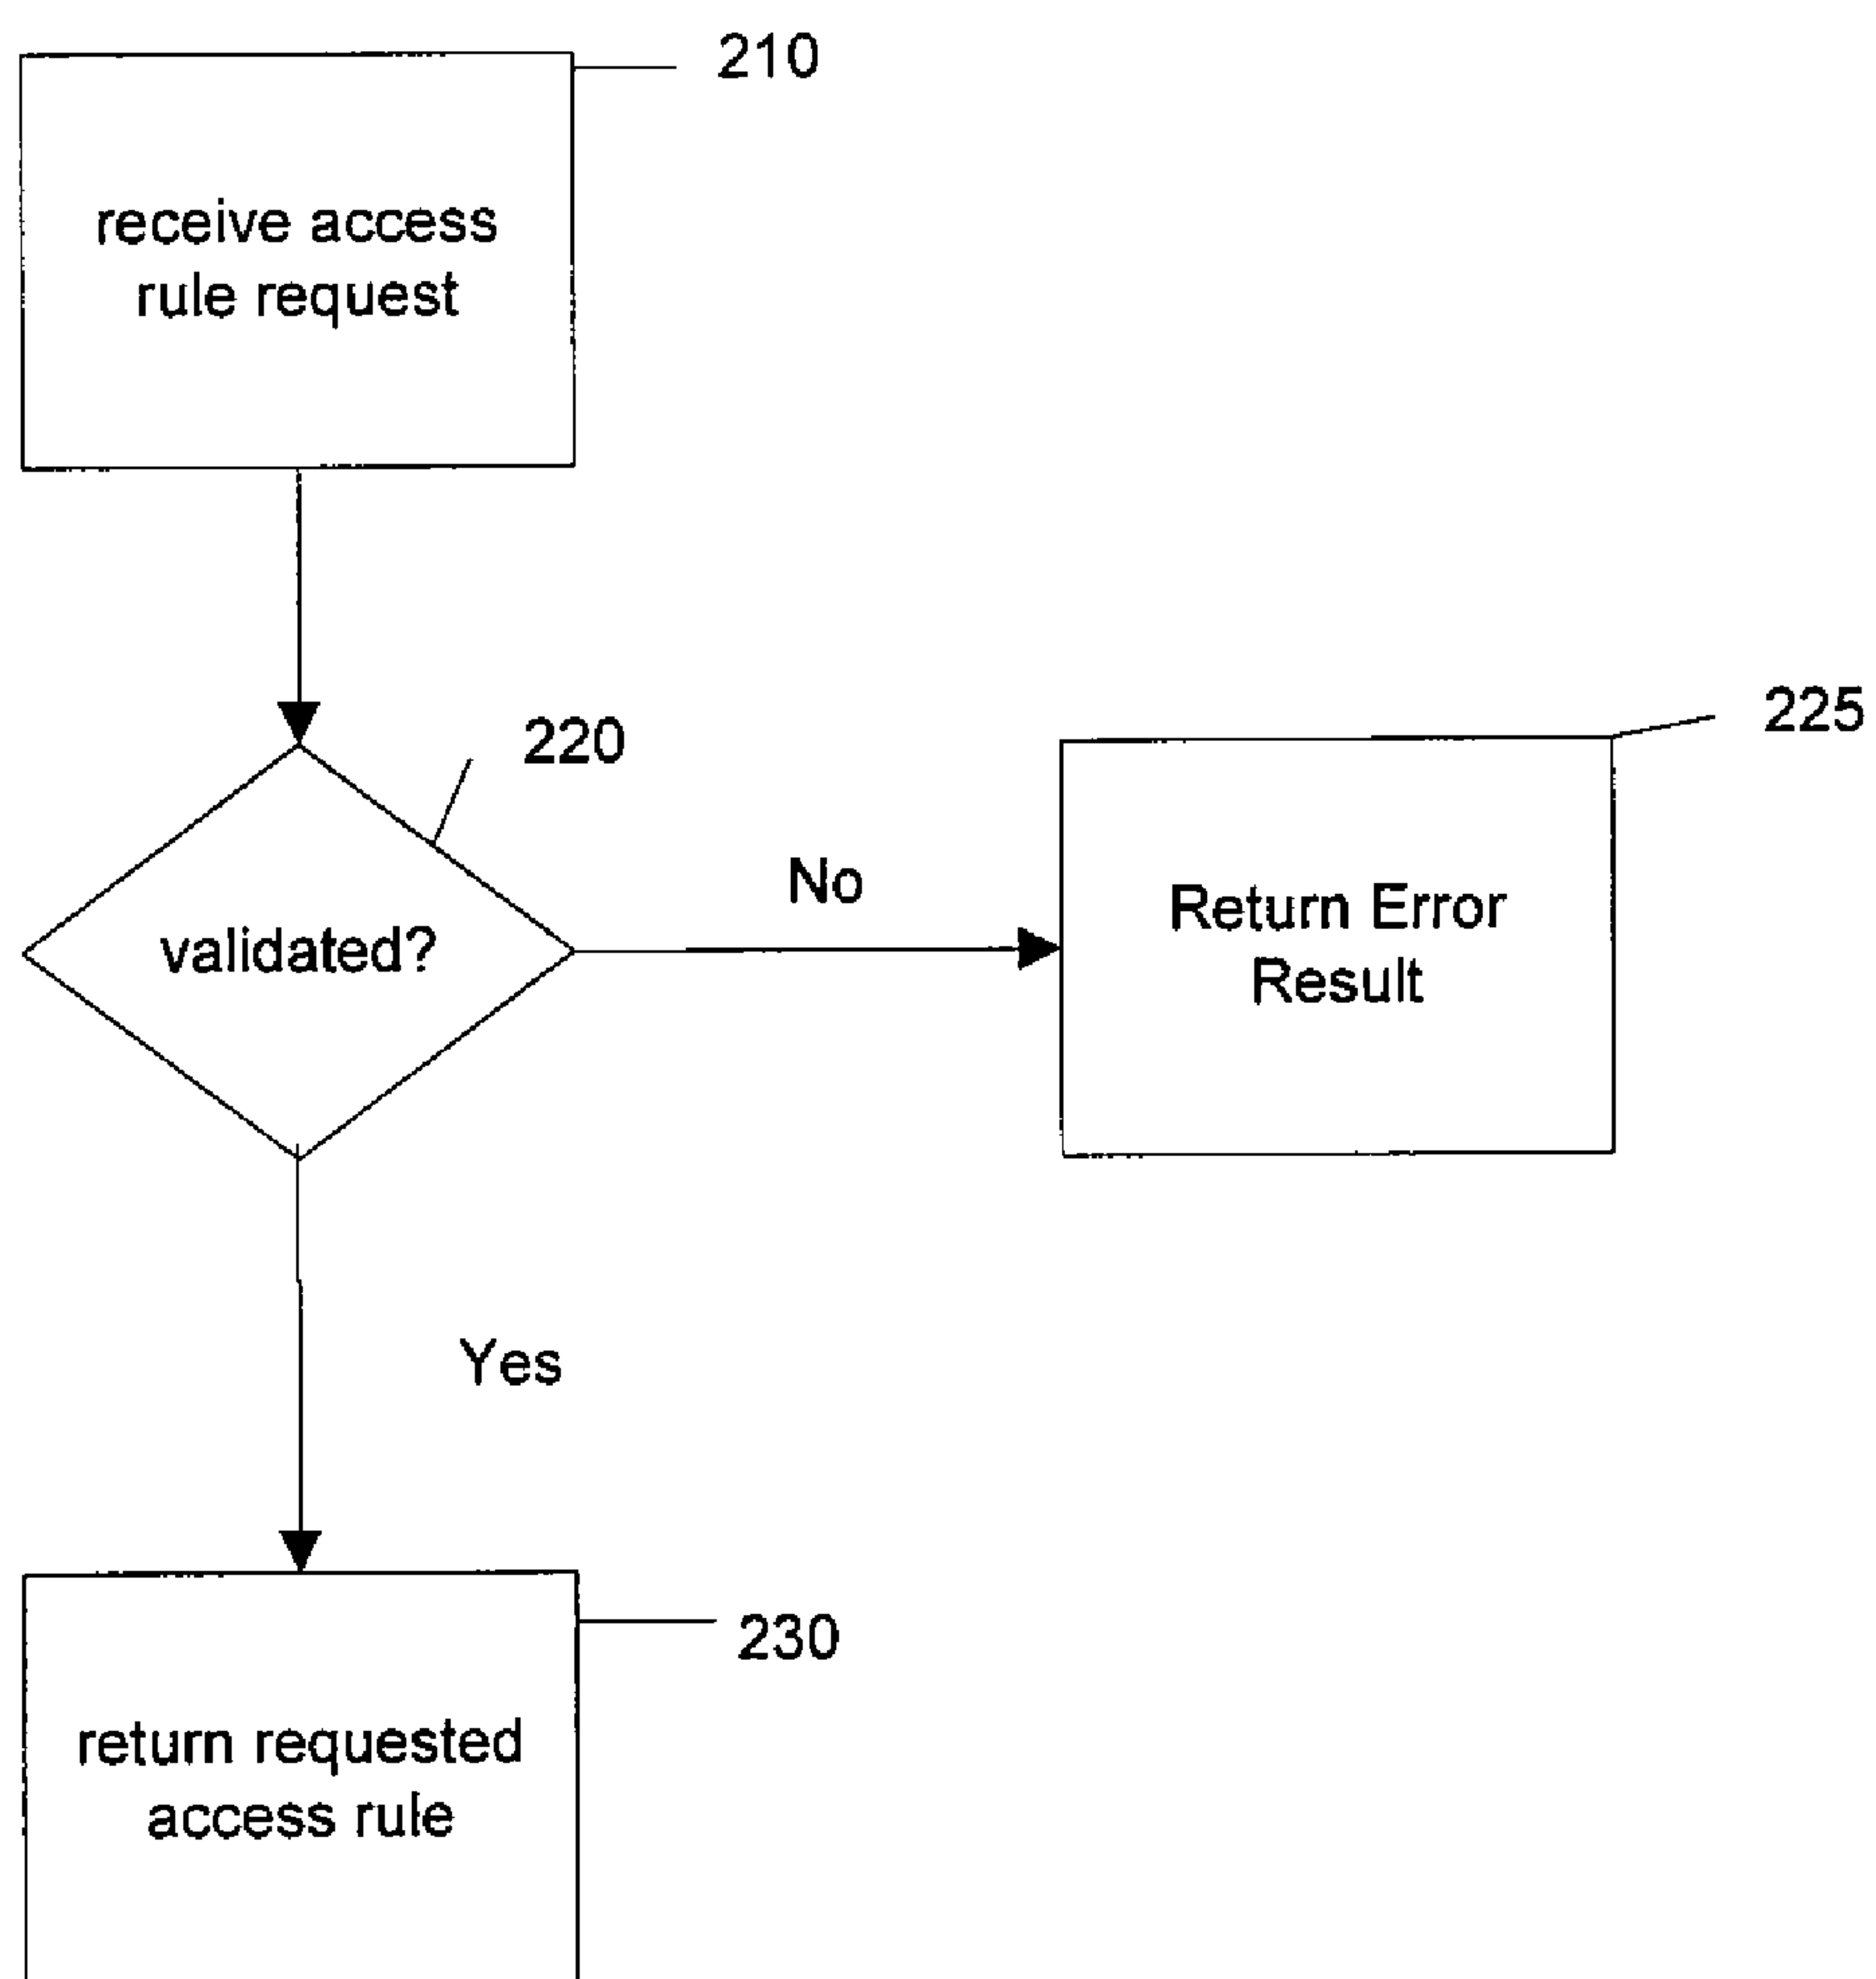 210
receive access
rule request
220
225
validated?
No
Return Error
Result
Yes
230
return requested
access rule